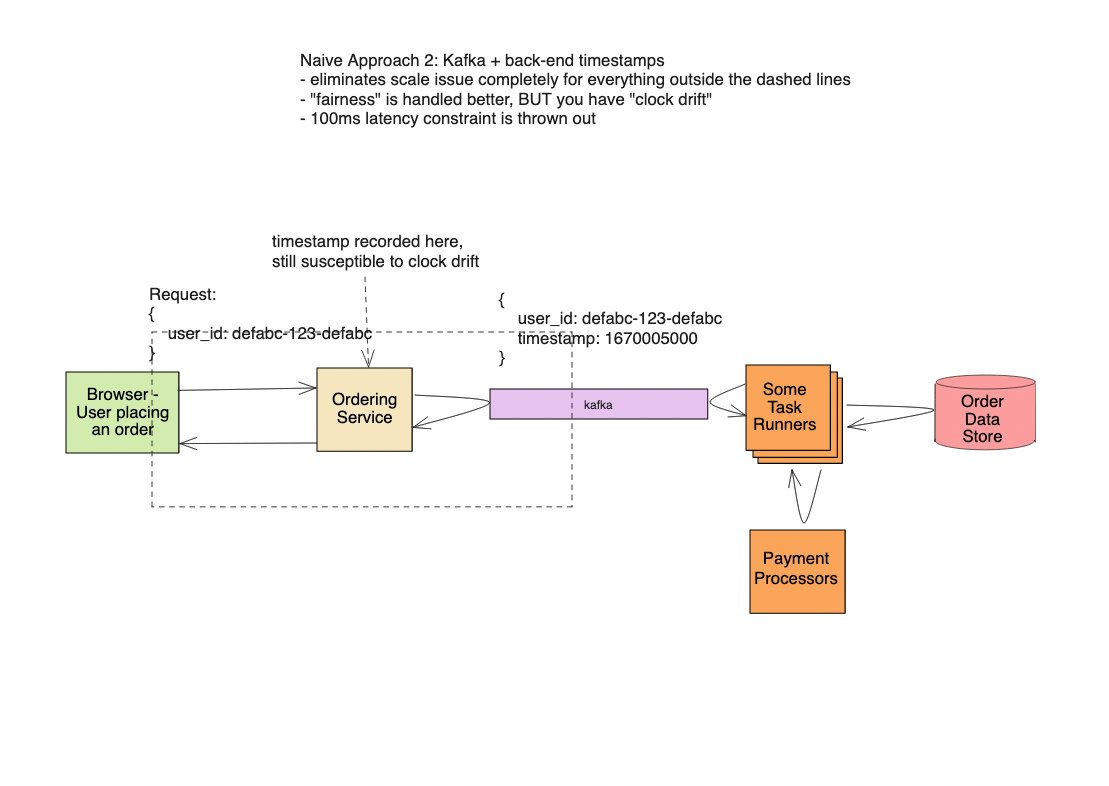 Naive Approach 2: Kafka + back-end timestamps
- eliminates scale issue completely for everything outside the dashed lines
- "fairness" is handled better, BUT you have "clock drift"
- 100ms latency constraint is thrown out
timestamp recorded here,
still susceptible to clock drift
Request:
{
user_id: defabc-123-defabc
}
{
user_id: defabc-123-defabc
timestamp: 1670005000
}
Browser -
User placing
an order
Ordering
Service
kafka
Some
Task
Runners
Order
Data
Store
Payment
Processors